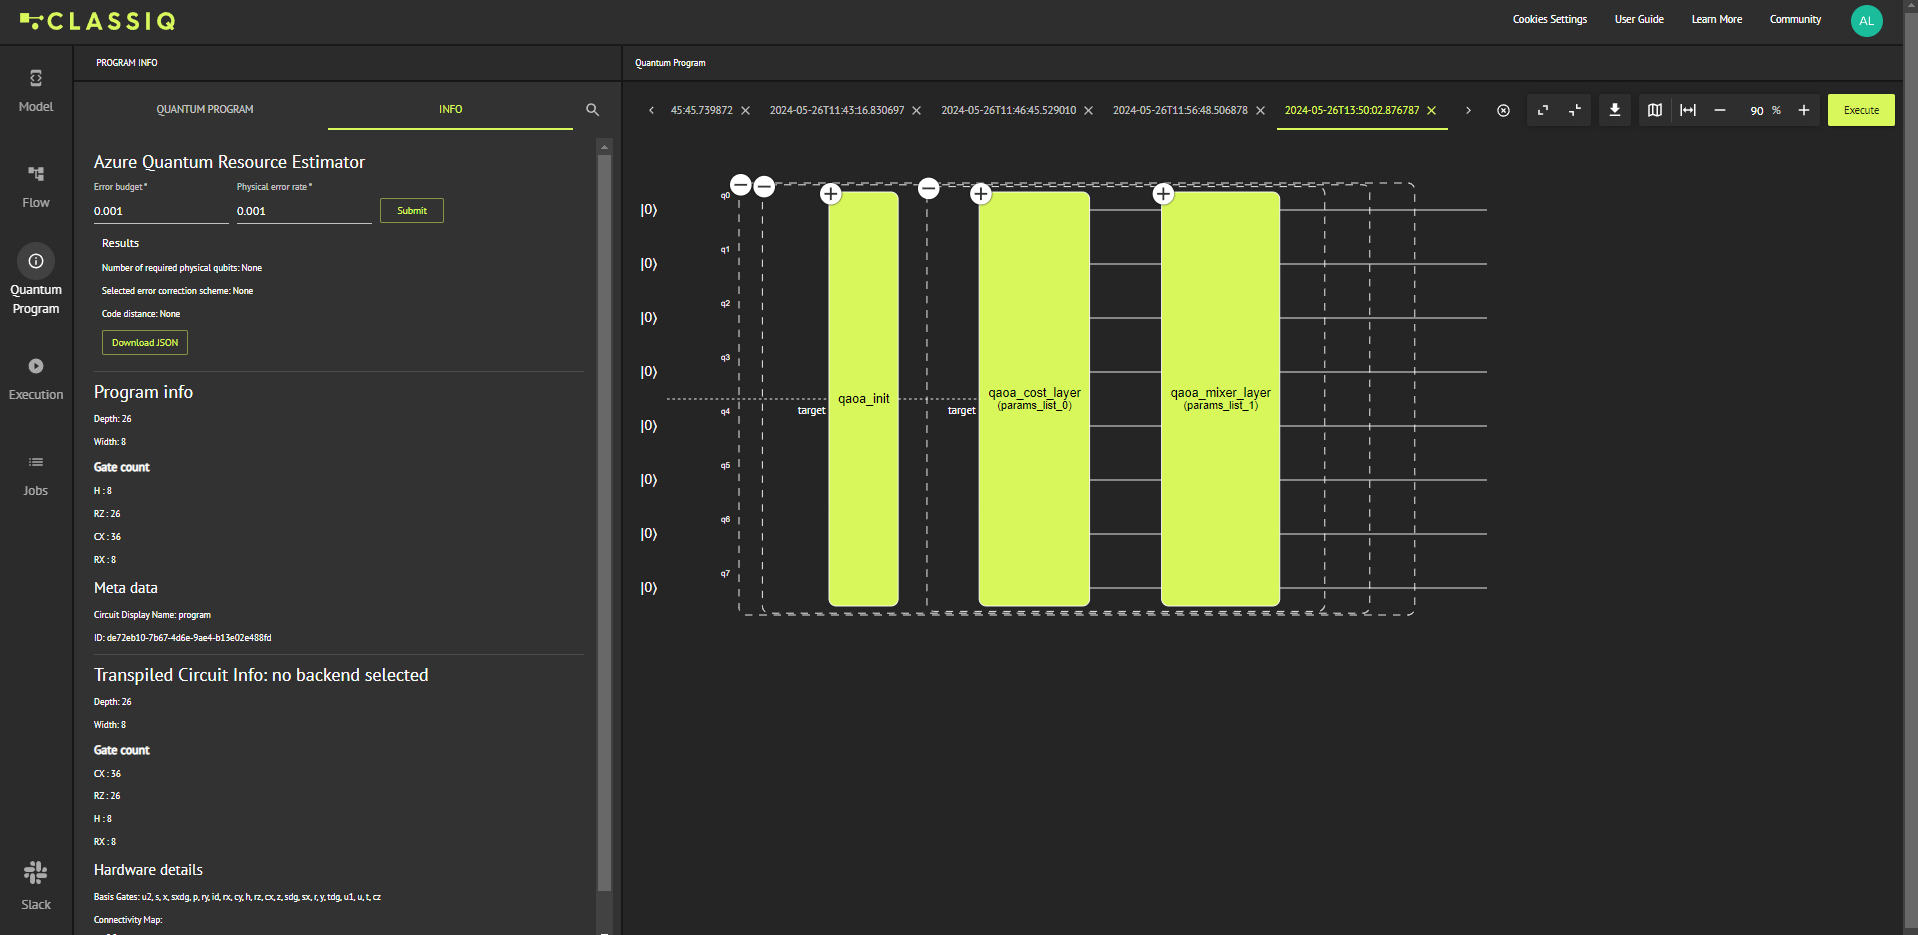 CLASSIQ
Cookies Settings
User Guide
Learn More
Community
AL
Model
Flow
Quantum
Program
Execution
Jobs
Slack
PROGRAM INFO
QUANTUM PROGRAM
INFO
Azure Quantum Resource Estimator
Error budget*
Physical error rate*
0.001
0.001
Submit
Results
Number of required physical qubits: None
Selected error correction scheme: None
Code distance: None
Download JSON
Program info
Depth: 26
Width: 8
Gate count
H : 8
RZ : 26
CX : 36
RX : 8
Meta data
Circuit Display Name: program
ID: de72eb10-7b67-4d6e-9ae4-b13e02e488fd
Transpiled Circuit Info: no backend selected
Depth: 26
Width: 8
Gate count
CX : 36
RZ : 26
H : 8
RX : 8
Hardware details
Basis Gates: u2, s, x, sxdg, p, ry, id, rx, cy, h, rz, cx, z, sdg, sx, r, y, tdg, u1, u, t, cz
Connectivity Map:
Quantum Program
45:45.739872
2024-05-26T11:43:16.830697
2024-05-26T11:46:45.529010
2024-05-26T11:56:48.506878
2024-05-26T13:50:02.876787
90 %
Execute
q0
|0⟩
q1
|0⟩
q2
|0⟩
q3
|0⟩
q4
|0⟩
q5
|0⟩
q6
|0⟩
q7
|0⟩
target
qaoa_init
target
qaoa_cost_layer
(params_list_0)
qaoa_mixer_layer
(params_list_1)